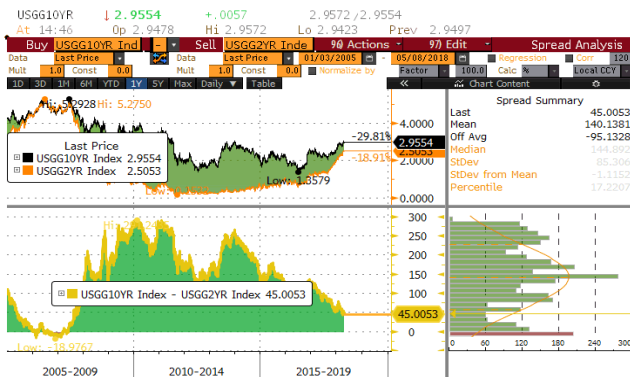 USGG10YR ↓ 2.9554 +.0057 2.9572 / 2.9554
At 14:46 Op 2.9478 Hi 2.9572 Lo 2.9423 Prev 2.9497
Buy USGG10YR Ind - Sell USGG2YR Inde 96) Actions 97) Edit Spread Analysis
Data Last Price Data Last Price 01/03/2005 - 05/08/2018 Regression Corr 120
Mult 1.0 Const 0.0 Mult 1.0 Const 0.0 Normalize by Factor 100.0 Calc % Local CCY
1D 3D 1M 6M YTD 1Y 5Y Max Daily Table « Chart Content
Hi: 5.2928 Hi: 5.2750
Last Price
USGG10YR Index 2.9554
USGG2YR Index 2.5053
Low: 1.3579
-29.81%
-18.91%
4.0000
2.9554
2.5053
2.0000
0.0000
Spread Summary
Last 45.0053
Mean 140.1381
Off Avg -95.1328
Median 144.892
StDev 85.306
StDev from Mean -1.1152
Percentile 17.2207
USGG10YR Index - USGG2YR Index 45.0053
Low: -18.9762
300
250
200
150
100
45.0053
0
0 60 120 180 240 300
2005-2009 2010-2014 2015-2019